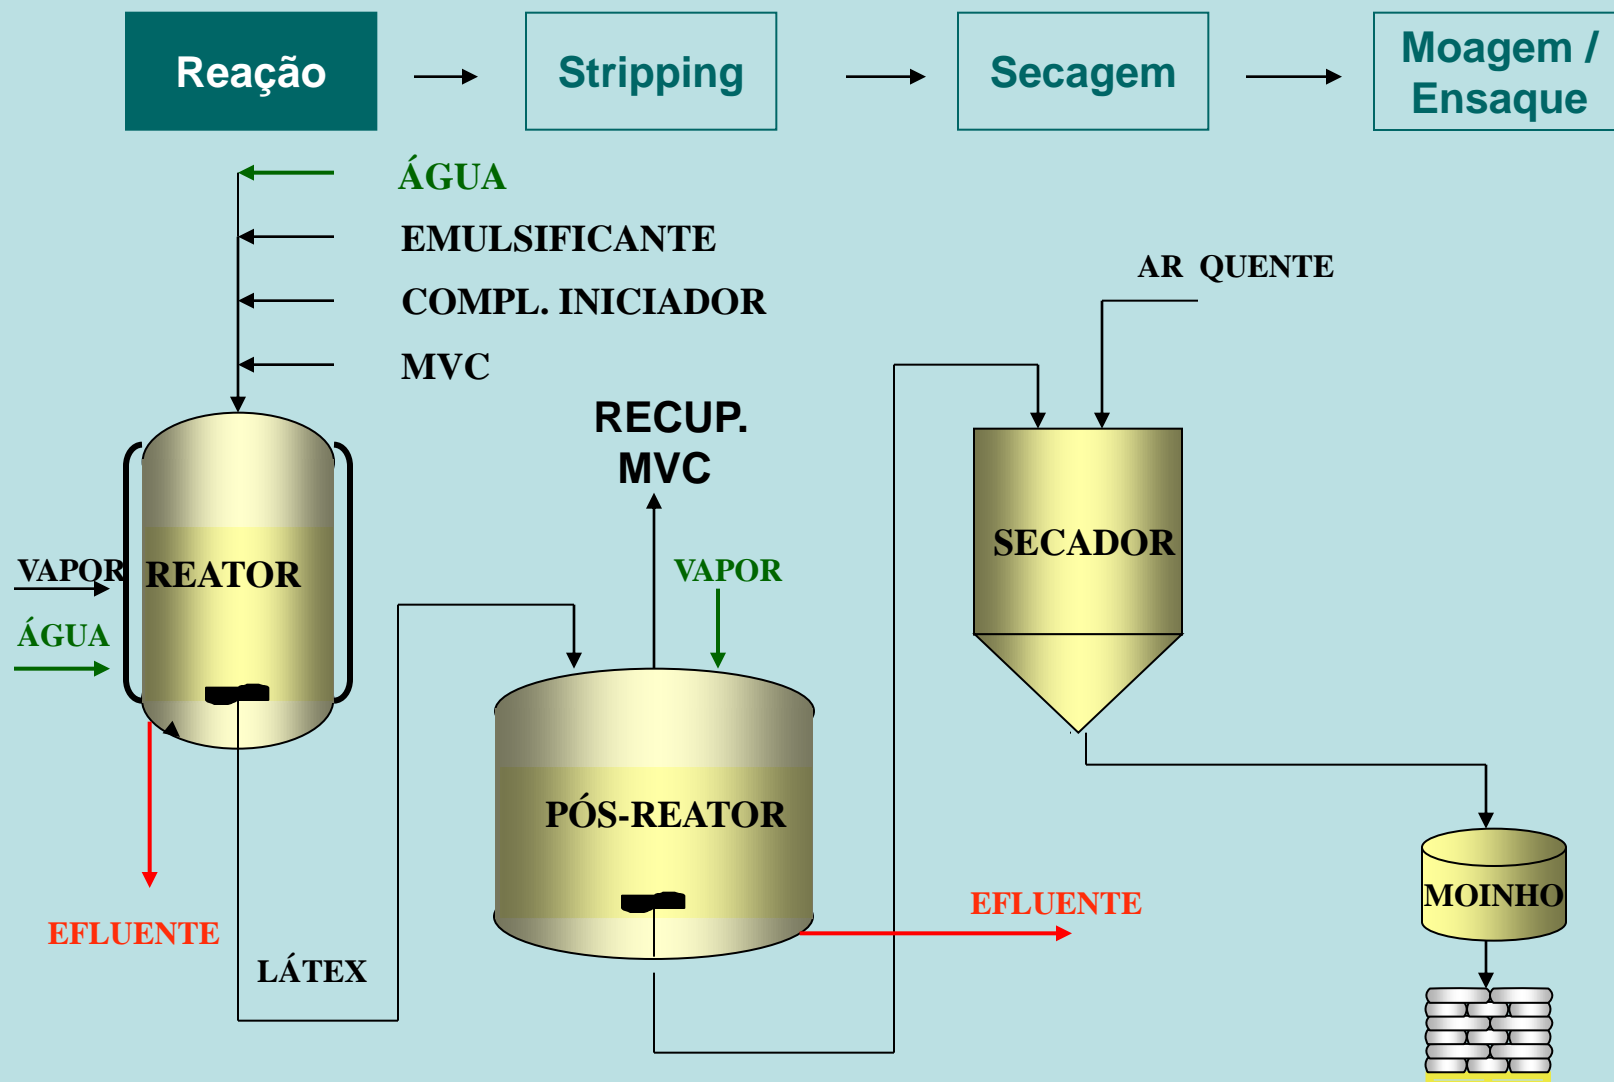 Reação
Stripping
Secagem
Moagem /
Ensaque
ÁGUA
EMULSIFICANTE
COMPL. INICIADOR
MVC
AR QUENTE
RECUP.
MVC
VAPOR
REATOR
ÁGUA
VAPOR
SECADOR
PÓS-REATOR
MOINHO
EFLUENTE
EFLUENTE
LÁTEX